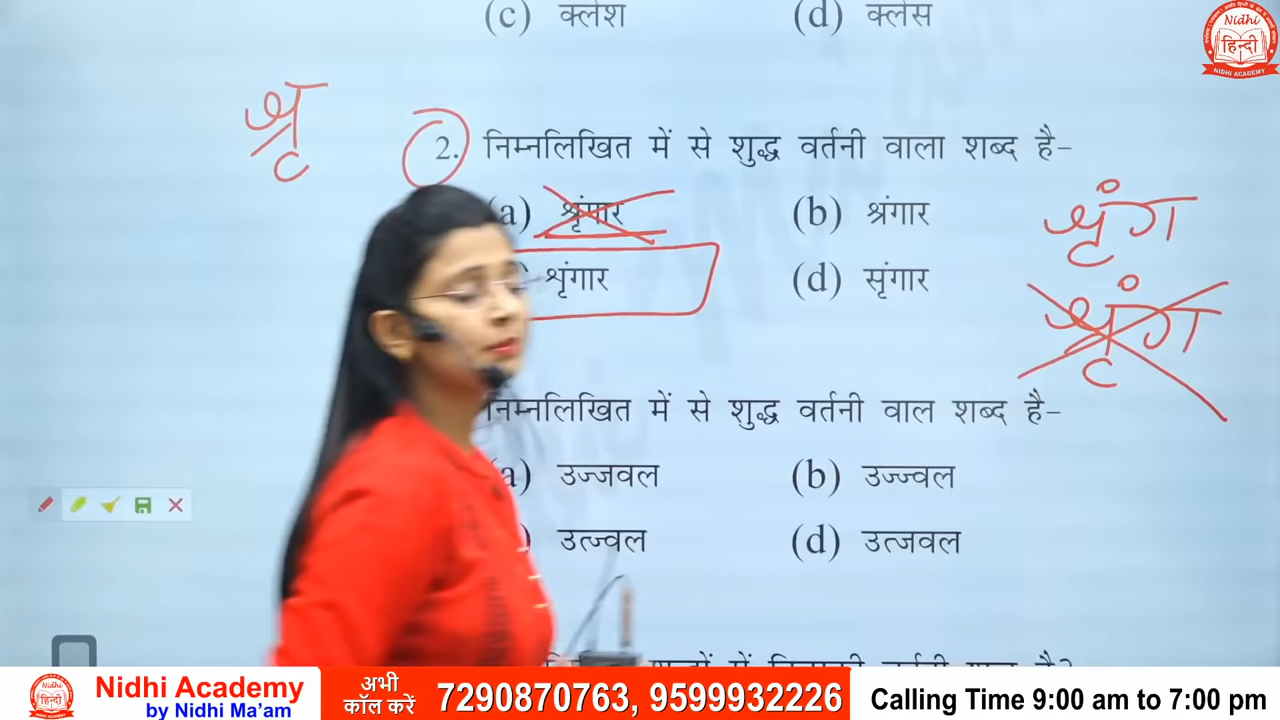 (c) क्लेश (d) क्लेस
Nidhi
हिन्दी
NIDHI ACADEMY
श्रृ
2. निम्नलिखित में से शुद्ध वर्तनी वाला शब्द है-
a) श्रृंगार (b) श्रंगार
शृंगार (d) सृंगार
शृंग
श्रृंग
निम्नलिखित में से शुद्ध वर्तनी वाल शब्द है-
a) उज्जवल (b) उज्ज्वल
) उत्ज्वल (d) उत्जवल
Nidhi
हिन्दी
Nidhi Academy
by Nidhi Ma'am
अभी
कॉल करें
7290870763, 9599932226
Calling Time 9:00 am to 7:00 pm